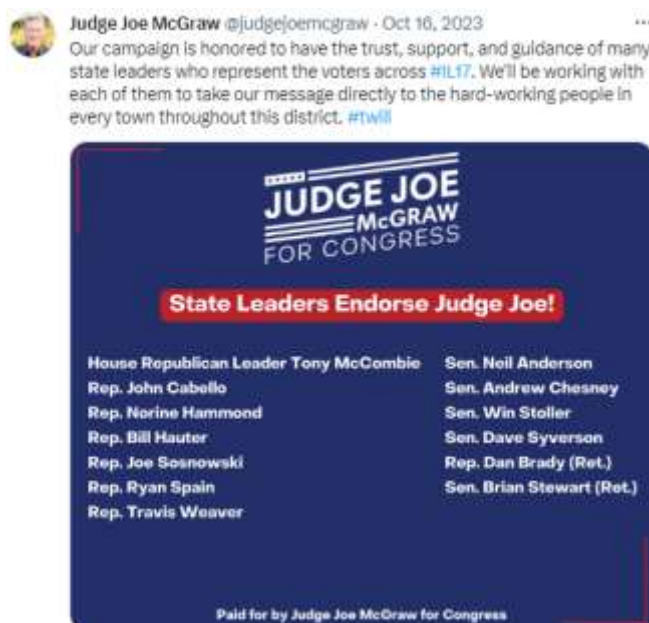 Judge Joe McGraw @judgejoemcgraw · Oct 16, 2023 ...
Our campaign is honored to have the trust, support, and guidance of many
state leaders who represent the voters across #IL17. We'll be working with
each of them to take our message directly to the hard-working people in
every town throughout this district. #twill
JUDGE JOE
McGRAW
FOR CONGRESS
State Leaders Endorse Judge Joe!
House Republican Leader Tony McCombie
Rep. John Cabello
Rep. Norine Hammond
Rep. Bill Hauter
Rep. Joe Sosnowski
Rep. Ryan Spain
Rep. Travis Weaver
Sen. Neil Anderson
Sen. Andrew Chesney
Sen. Win Stoller
Sen. Dave Syverson
Rep. Dan Brady (Ret.)
Sen. Brian Stewart (Ret.)
Paid for by Judge Joe McGraw for Congress